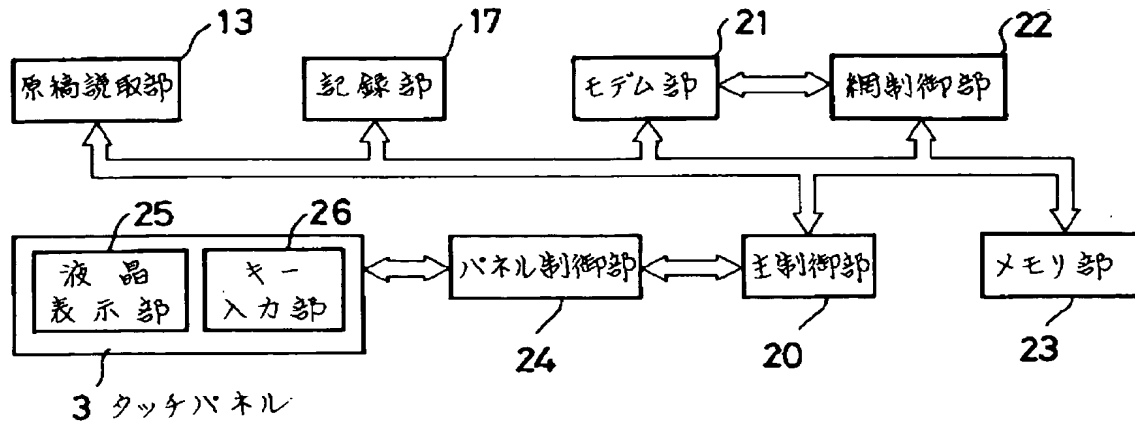 13
17
21
22
原稿読取部
記録部
モデム部
網制御部
25
26
液晶
表示部
キー
入力部
パネル制御部
主制御部
メモリ部
24
20
23
3 タッチパネル